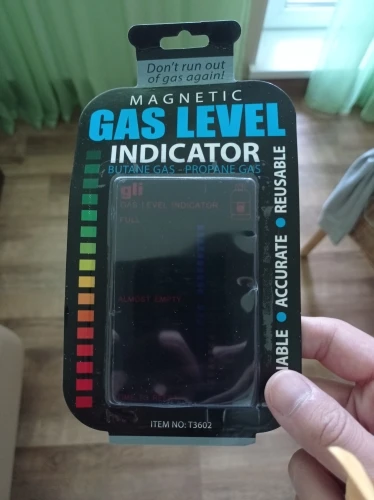 Don't run out
of gas again!
MAGNETIC
GAS LEVEL
INDICATOR
BUTANE GAS - PROPANE GAS
gli
GAS LEVEL INDICATOR
FULL
ALMOST EMPTY
ACCURATE • REUSABLE
ITEM NO: T3602